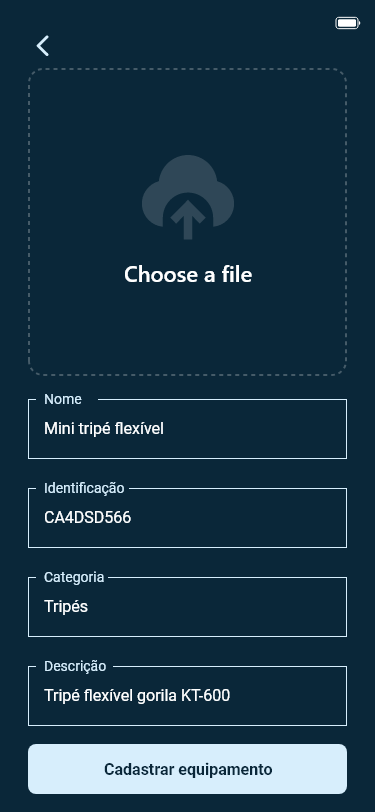 Choose a file
Nome
Mini tripé flexível
Identificação
CA4DSD566
Categoria
Tripés
Descrição
Tripé flexível gorila KT-600
Cadastrar equipamento